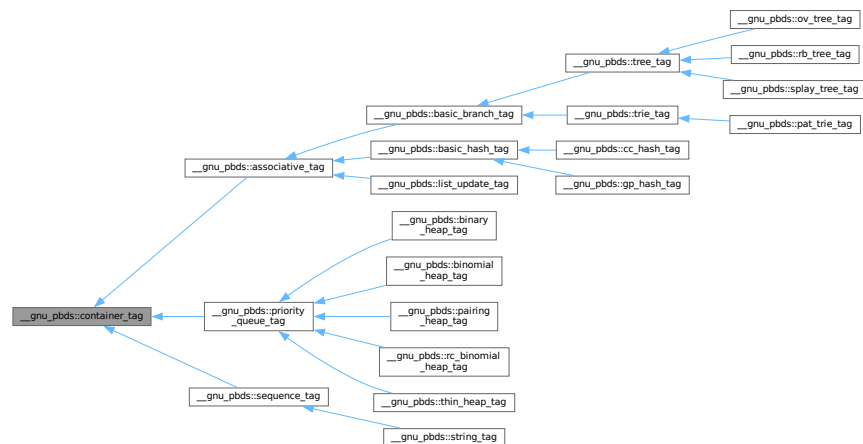 __gnu_pbds::ov_tree_tag
__gnu_pbds::tree_tag
__gnu_pbds::rb_tree_tag
__gnu_pbds::splay_tree_tag
__gnu_pbds::basic_branch_tag
__gnu_pbds::trie_tag
__gnu_pbds::pat_trie_tag
__gnu_pbds::associative_tag
__gnu_pbds::basic_hash_tag
__gnu_pbds::cc_hash_tag
__gnu_pbds::list_update_tag
__gnu_pbds::gp_hash_tag
__gnu_pbds::binary
_heap_tag
__gnu_pbds::binomial
_heap_tag
__gnu_pbds::container_tag
__gnu_pbds::priority
_queue_tag
__gnu_pbds::pairing
_heap_tag
__gnu_pbds::rc_binomial
_heap_tag
__gnu_pbds::sequence_tag
__gnu_pbds::thin_heap_tag
__gnu_pbds::string_tag